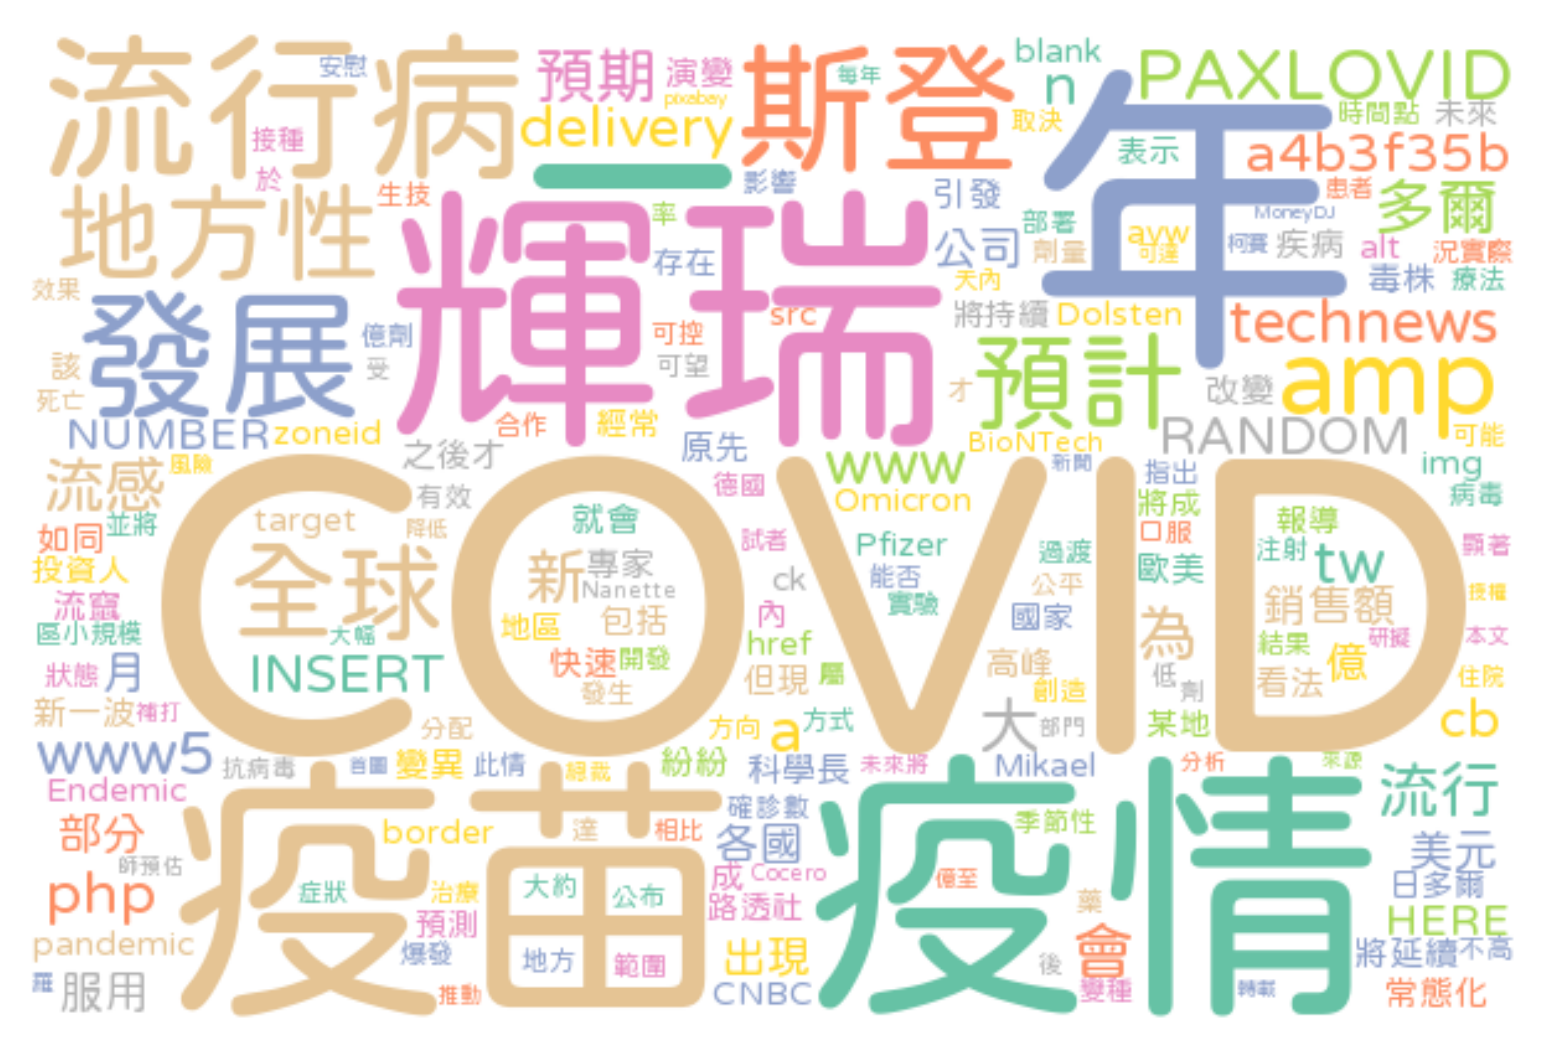 流行病
安慰
預期
演變
pixabay
斯登
每年
blank
n
PAXLOVID
接種
delivery
取決
時間點
未來
年
表示
a4b3f35b
於
生技
一
影響
引發
患者
多爾
地方性
輝瑞
率
部署
MoneyDJ
公司
劑量
avw
可達
柯賽
疾病
alt
況實際
存在
天內
毒株
療法
效果
發展
億劑
可控
src
將持續
Dolsten
technews
該
受
可望
預計
改變
amp
死亡
才
NUMBER
zoneid
合作
經常
原先
BioNTech
RANDOM
可能
之後才
流感
風險
www
新聞
指出
img
COVID
有效
德國
Omicron
將成
病毒
target
降低
就會
報導
如同
並將
試者
Pfizer
過渡
口服
注射
tw
顯著
投資人
全球
新
專家
ck
能否
歐美
Nanette
公平
銷售額
授權
流竄
區小規模
大幅
地區
包括
內
實驗
國家
為
href
結果
研擬
本文
狀態
月
INSERT
快速
開發
但現
屬
高峰
低
劑
看法
億
住院
發生
創造
新一波
補打
分配
方向
a
方式
大
部門
某地
cb
www5
抗病毒
首圖
變異
此情
總裁
紛紛
科學長
未來將
Mikael
分析
來源
Endemic
疫苗
疫情
流行
部分
border
達
相比
確診數
季節性
各國
美元
師預估
症狀
治療
大約
公布
成
Cocero
億至
日多爾
php
預測
路透社
藥
HERE
pandemic
爆發
地方
範圍
出現
會
將延續
不高
後
羅
服用
推動
CNBC
變種
轉載
常態化